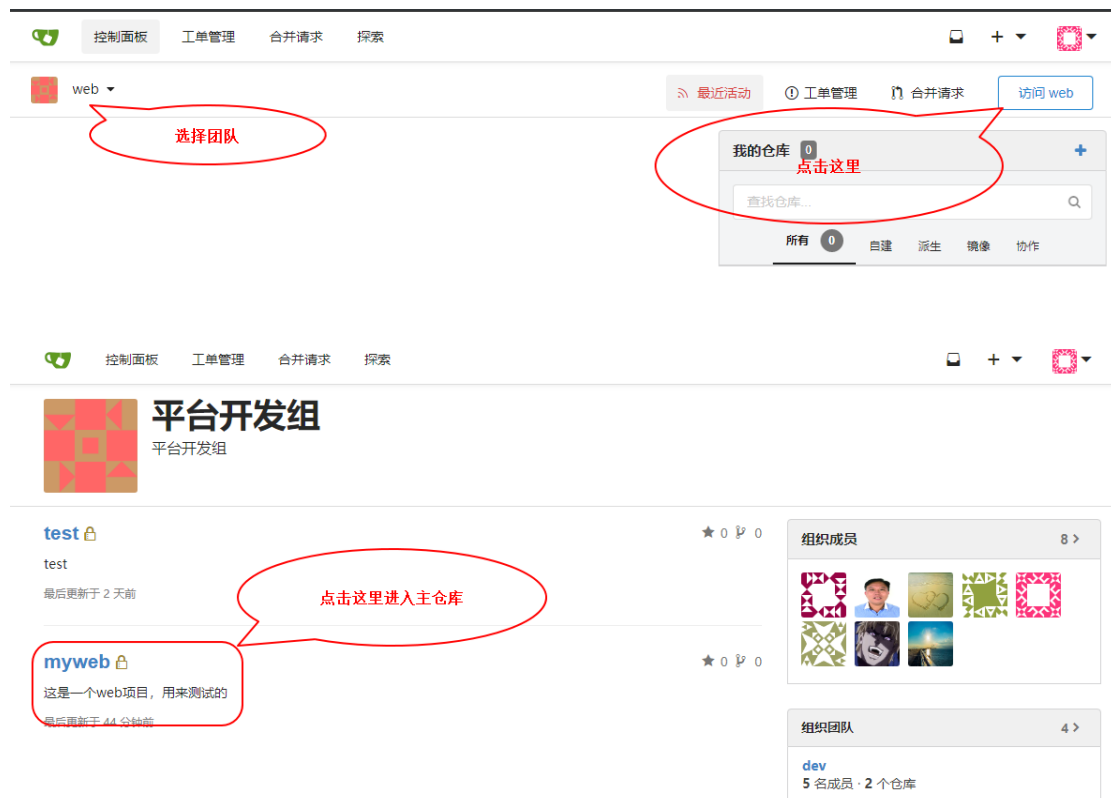 控制面板 工单管理 合并请求 探索
web 最近活动 工单管理 合并请求 访问 web
选择团队
我的仓库 0
点击这里
查找仓库...
所有 0 自建 派生 镜像 协作
控制面板 工单管理 合并请求 探索
平台开发组
平台开发组
test 0 0
test
最后更新于 2 天前
点击这里进入主仓库
myweb 0 0
这是一个web项目，用来测试的
最后更新于 44 分钟前
组织成员 8
组织团队 4
dev
5 名成员 · 2 个仓库